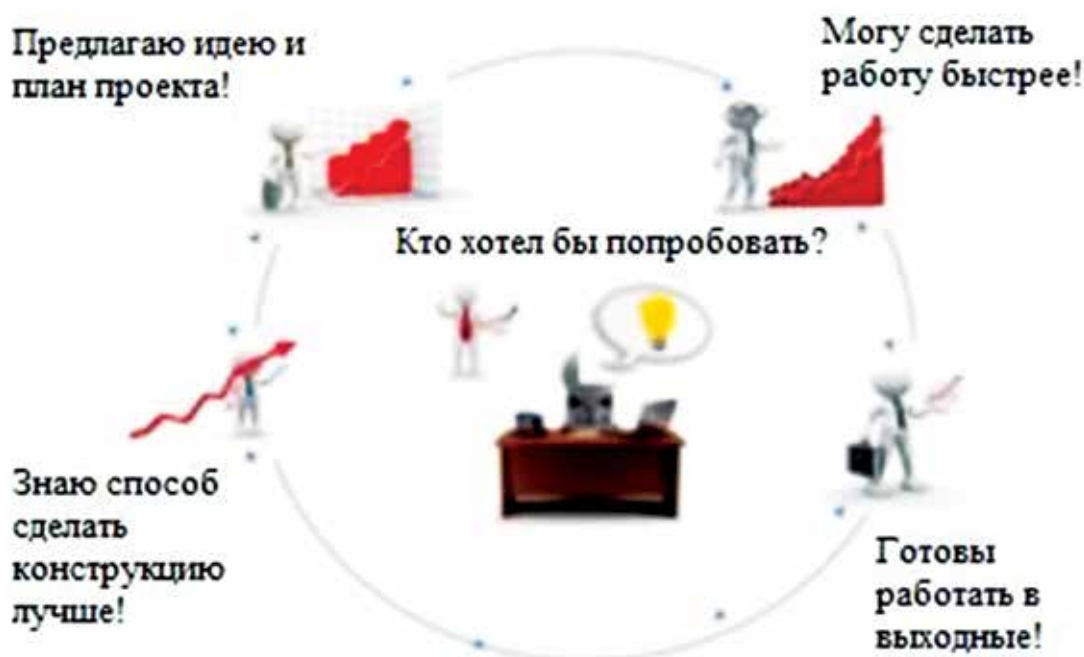 Предлагаю идею и
план проекта!
Могу сделать
работу быстрее!
Кто хотел бы попробовать?
Знаю способ
сделать
конструкцию
лучше!
Готовы
работать в
выходные!